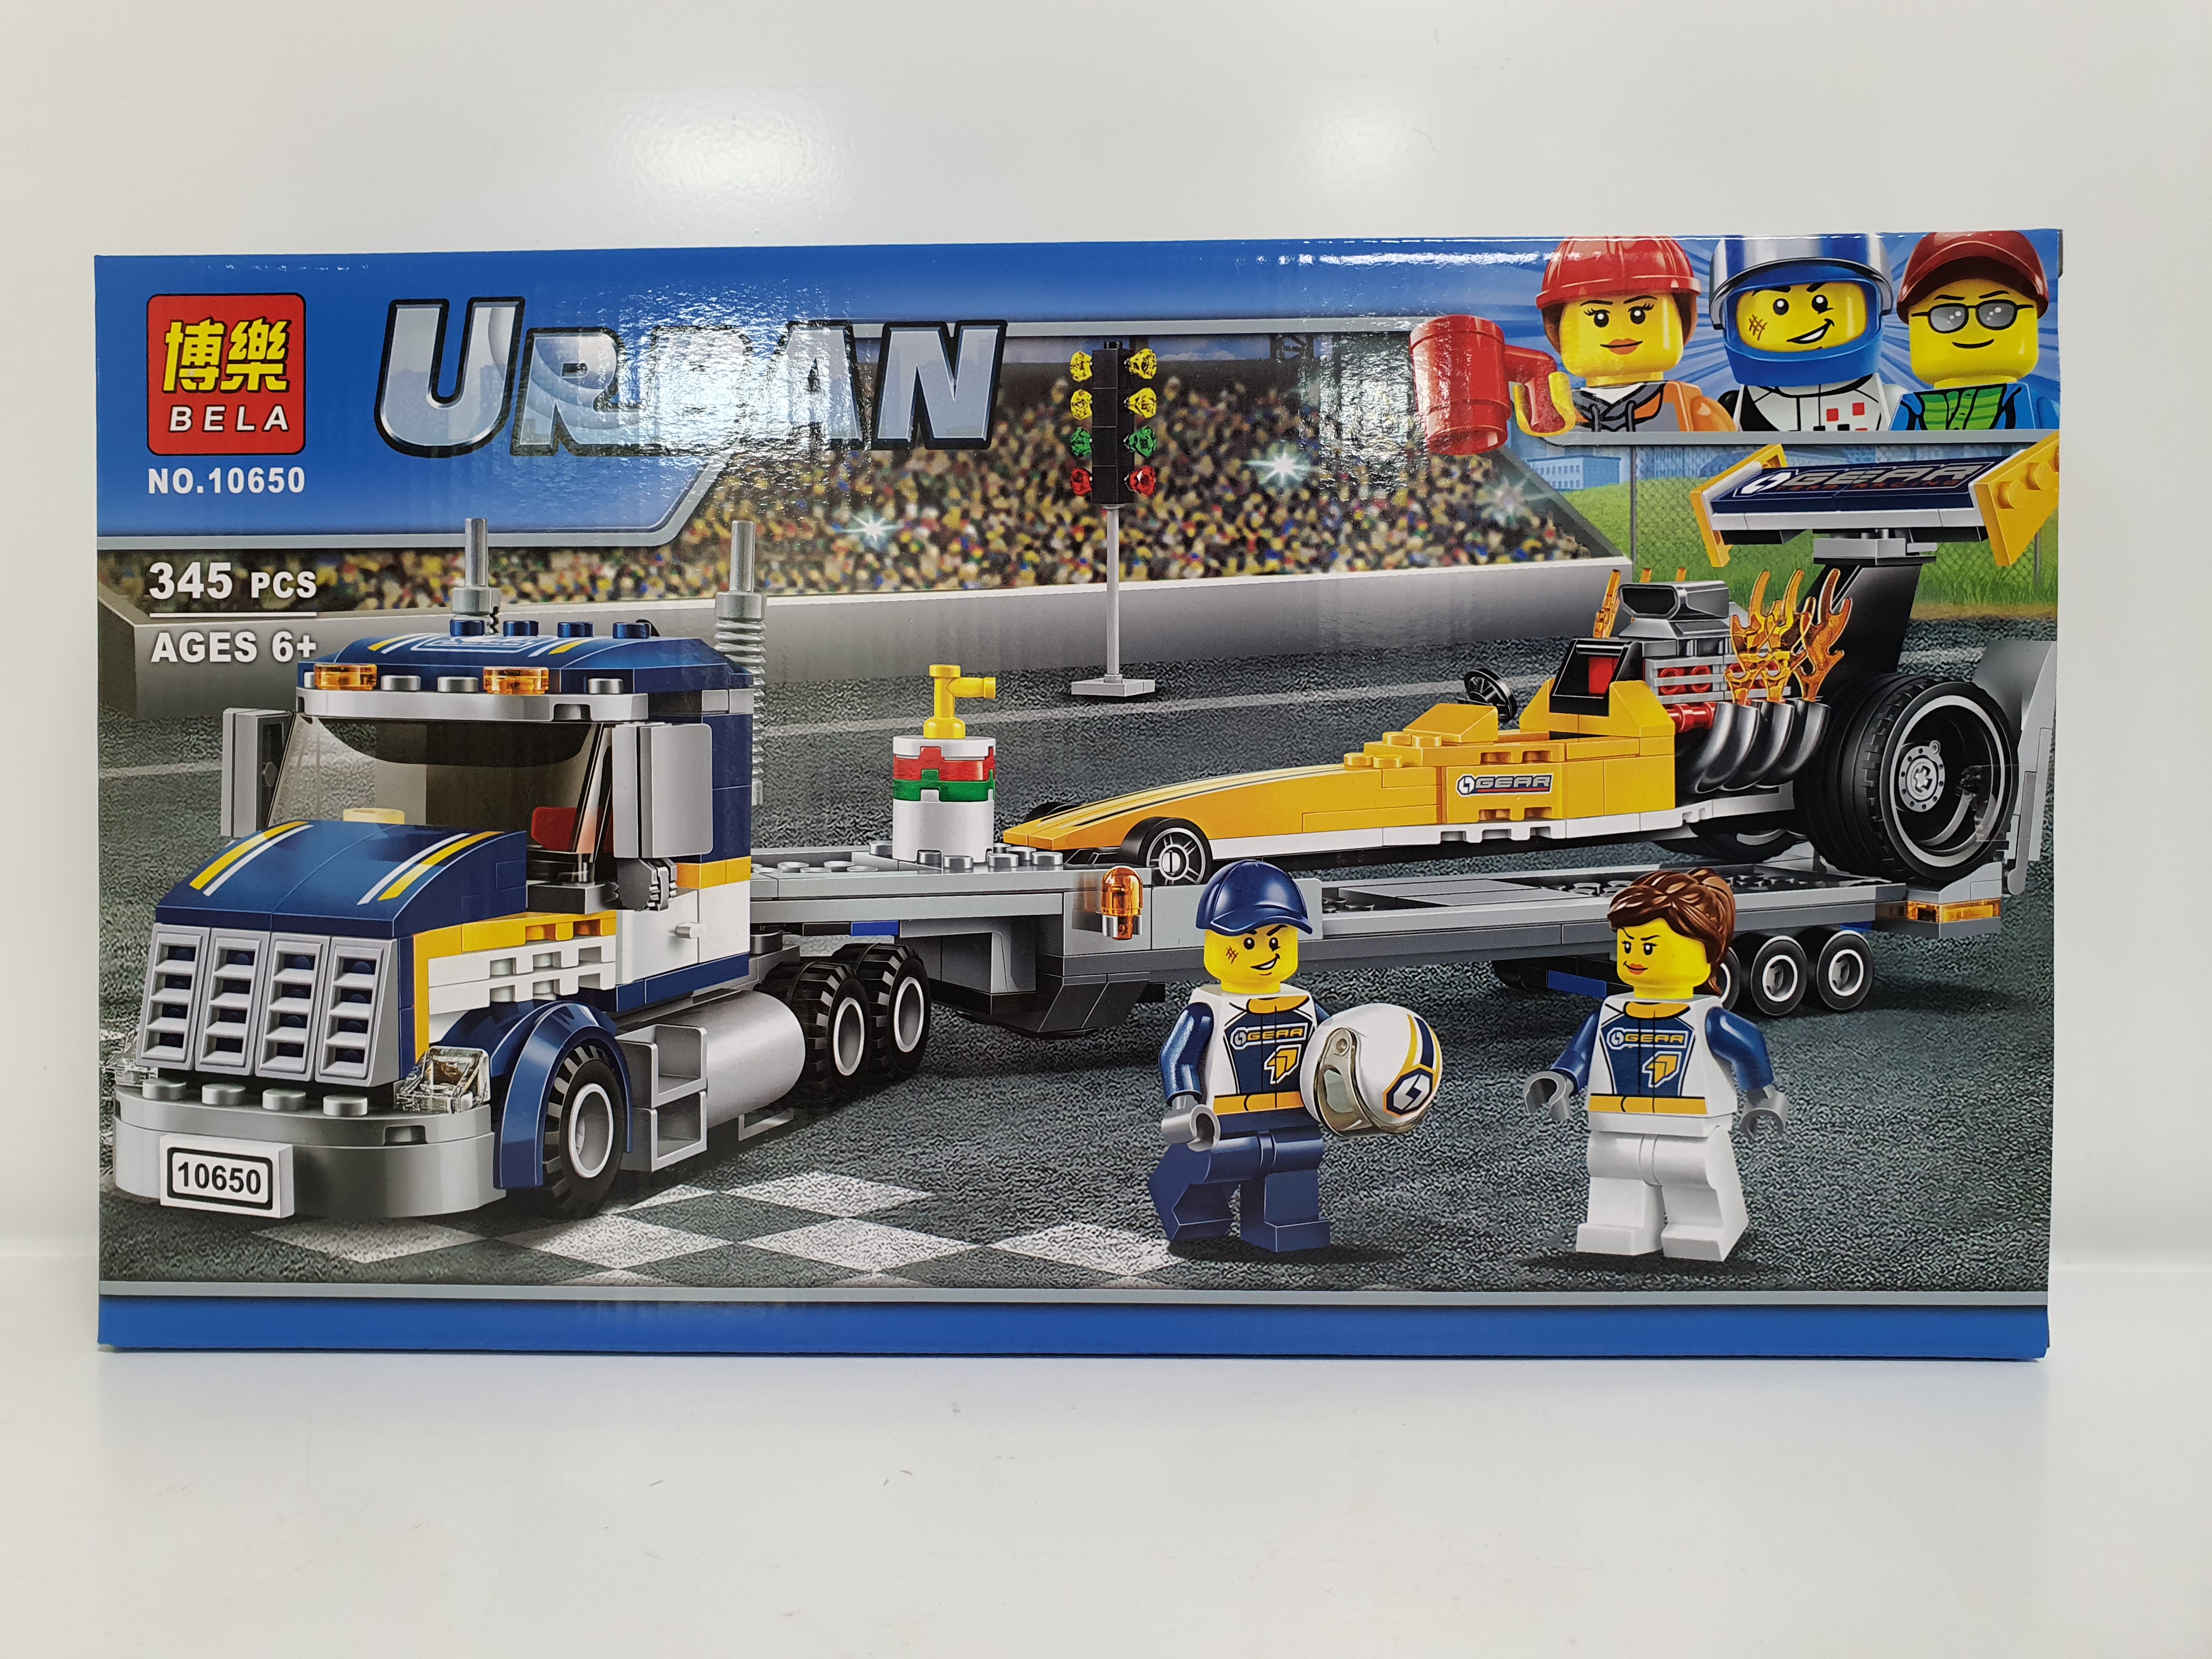 博樂
BELA
NO.10650
URBAN
345 PCS
AGES 6+
GEAR
GEAR
10650
GEAR
GEAR